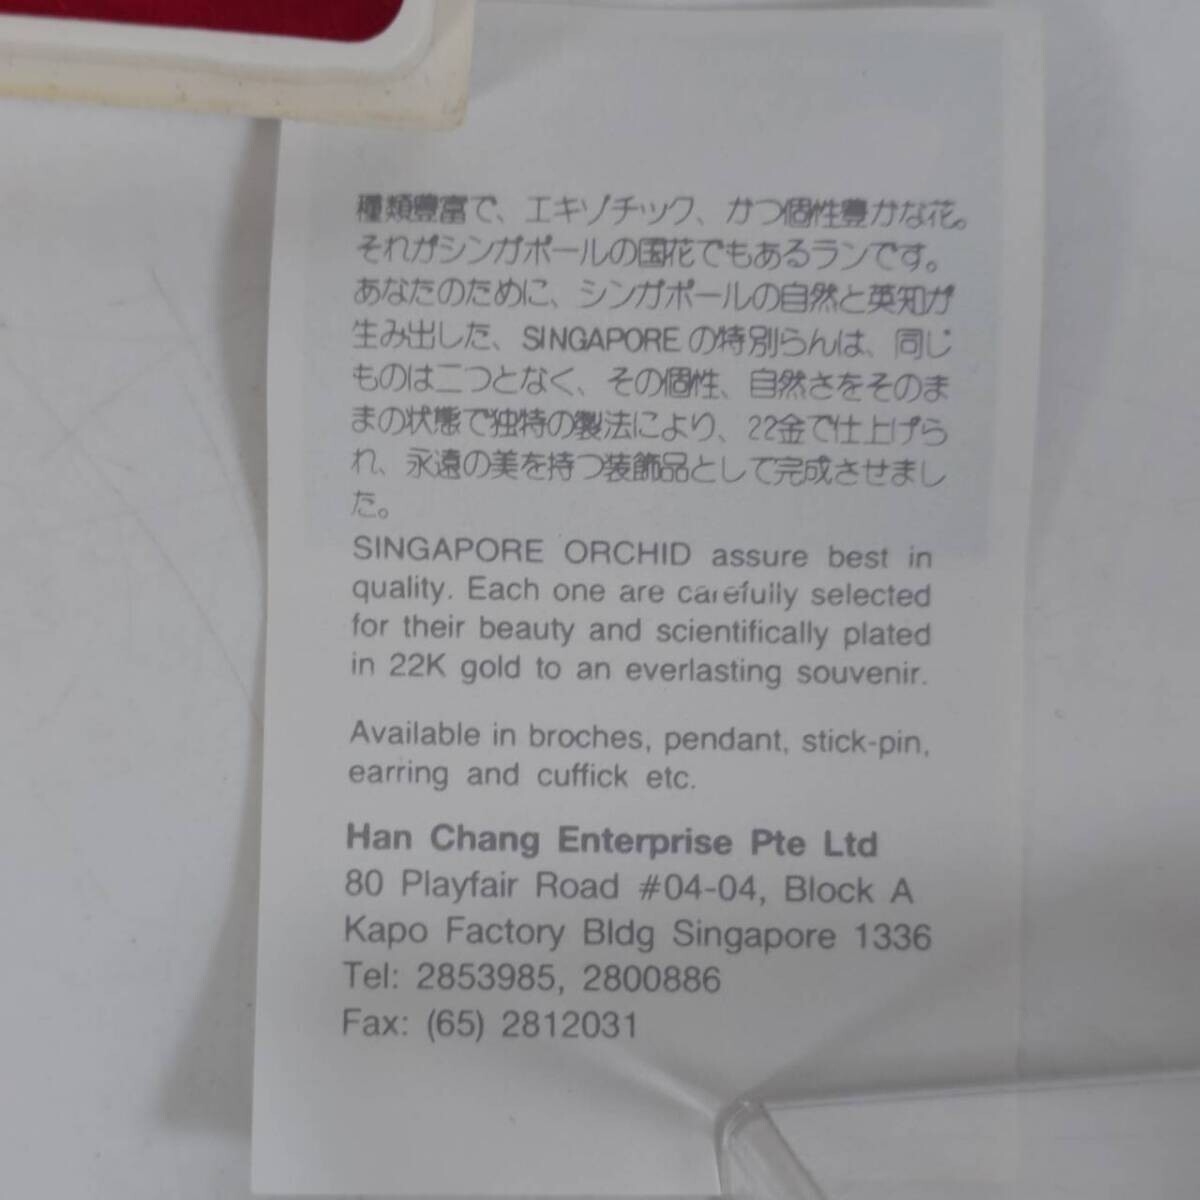 種類豊富で、エキゾチック、かつ個性豊かな花。
それがシンガポールの国花でもあるランです。
あなたのために、シンガポールの自然と英知が
生み出した、SINGAPOREの特別らんは、同じ
ものは二つとなく、その個性、自然さをそのま
まの状態で独特の製法により、22金で仕上げら
れ、永遠の美を持つ装飾品として完成させまし
た。
SINGAPORE ORCHID assure best in
quality. Each one are carefully selected
for their beauty and scientifically plated
in 22K gold to an everlasting souvenir.
Available in broches, pendant, stick-pin,
earring and cuffick etc.
Han Chang Enterprise Pte Ltd
80 Playfair Road #04-04, Block A
Kapo Factory Bldg Singapore 1336
Tel: 2853985, 2800886
Fax: (65) 2812031